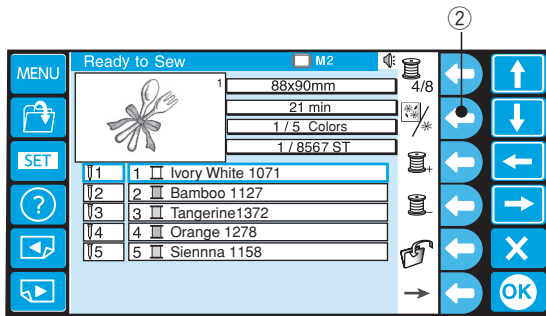 ②
MENU
Ready to Sew
M2
4/8
1
88x90mm
21 min
1 / 5 Colors
1 / 8567 ST
SET
1 1 Ivory White 1071
2 2 Bamboo 1127
3 3 Tangerine1372
4 4 Orange 1278
5 5 Siennna 1158
?
X
OK